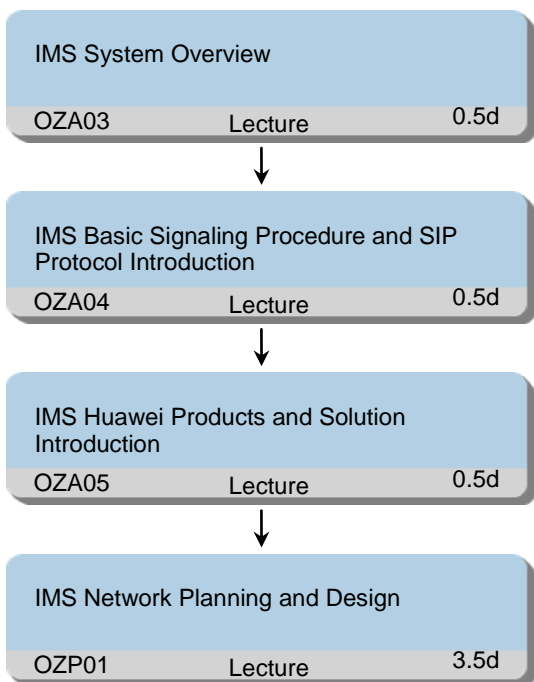 IMS System Overview
OZA03 Lecture 0.5d
IMS Basic Signaling Procedure and SIP
Protocol Introduction
OZA04 Lecture 0.5d
IMS Huawei Products and Solution
Introduction
OZA05 Lecture 0.5d
IMS Network Planning and Design
OZP01 Lecture 3.5d